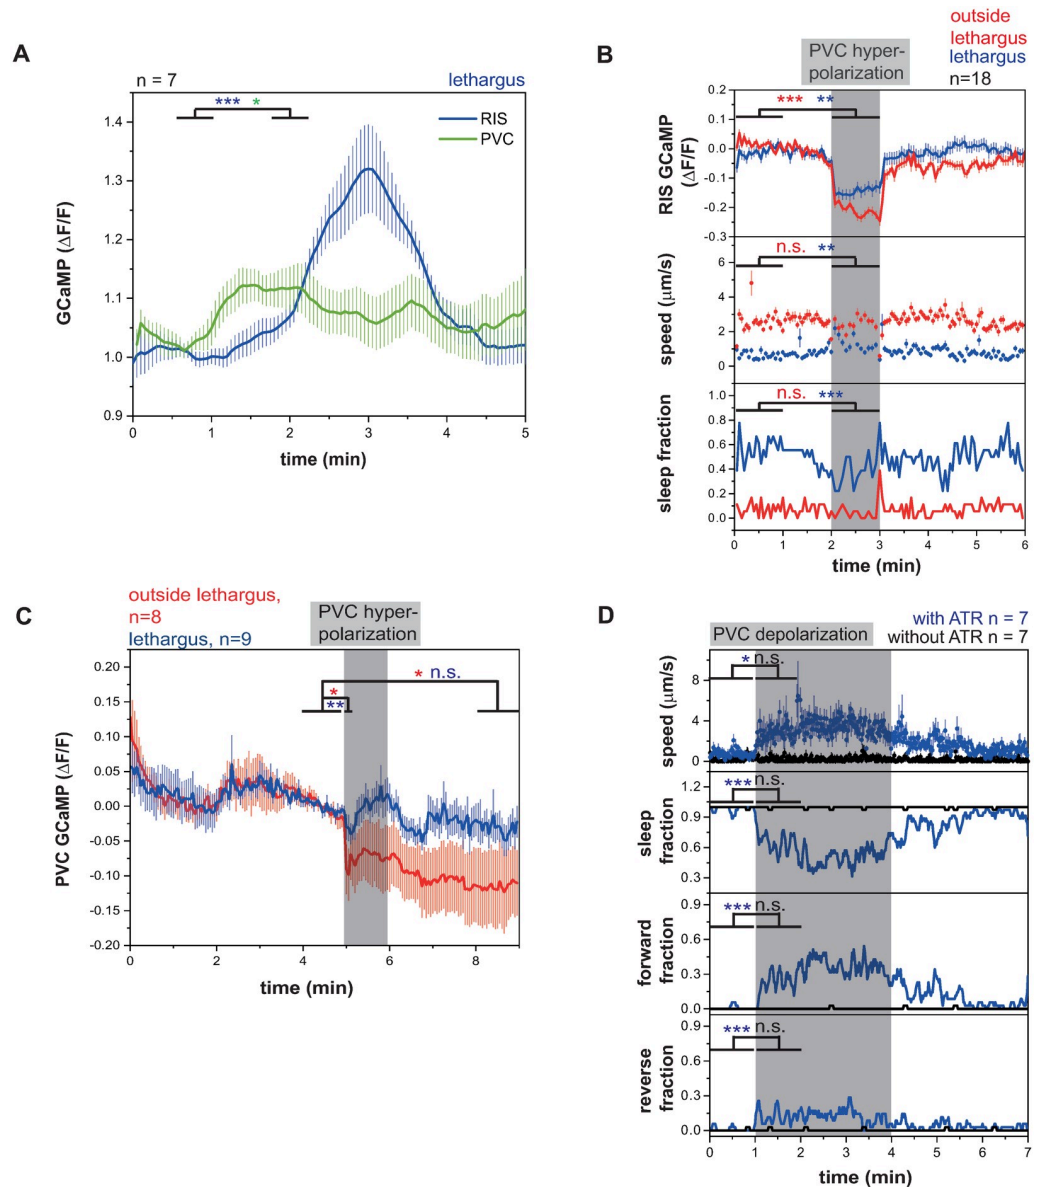 A
n = 7
lethargus
*** *
RIS
PVC
1.4
1.3
1.2
1.1
1.0
0.9
GCaMP (ΔF/F)
0
1
2
3
4
5
time (min)
B
outside
lethargus
lethargus
n=18
PVC hyper-
polarization
*** **
0.2
0.1
0.0
-0.1
-0.2
-0.3
RIS GCaMP
(ΔF/F)
n.s. **
6
4
2
0
speed (μm/s)
n.s. ***
1.0
0.8
0.6
0.4
0.2
0.0
sleep fraction
0
1
2
3
4
5
6
time (min)
C
outside lethargus,
n=8
lethargus, n=9
PVC hyper-
polarization
* n.s.
*
**
0.20
0.15
0.10
0.05
0.00
-0.05
-0.10
-0.15
-0.20
PVC GCaMP (ΔF/F)
0
2
4
6
8
time (min)
D
with ATR n = 7
without ATR n = 7
PVC depolarization
* n.s.
8
4
0
speed (μm/s)
*** n.s.
1.2
0.9
0.6
0.3
sleep
fraction
*** n.s.
0.9
0.6
0.3
0.0
forward
fraction
*** n.s.
0.9
0.6
0.3
0.0
reverse
fraction
0
1
2
3
4
5
6
7
time (min)